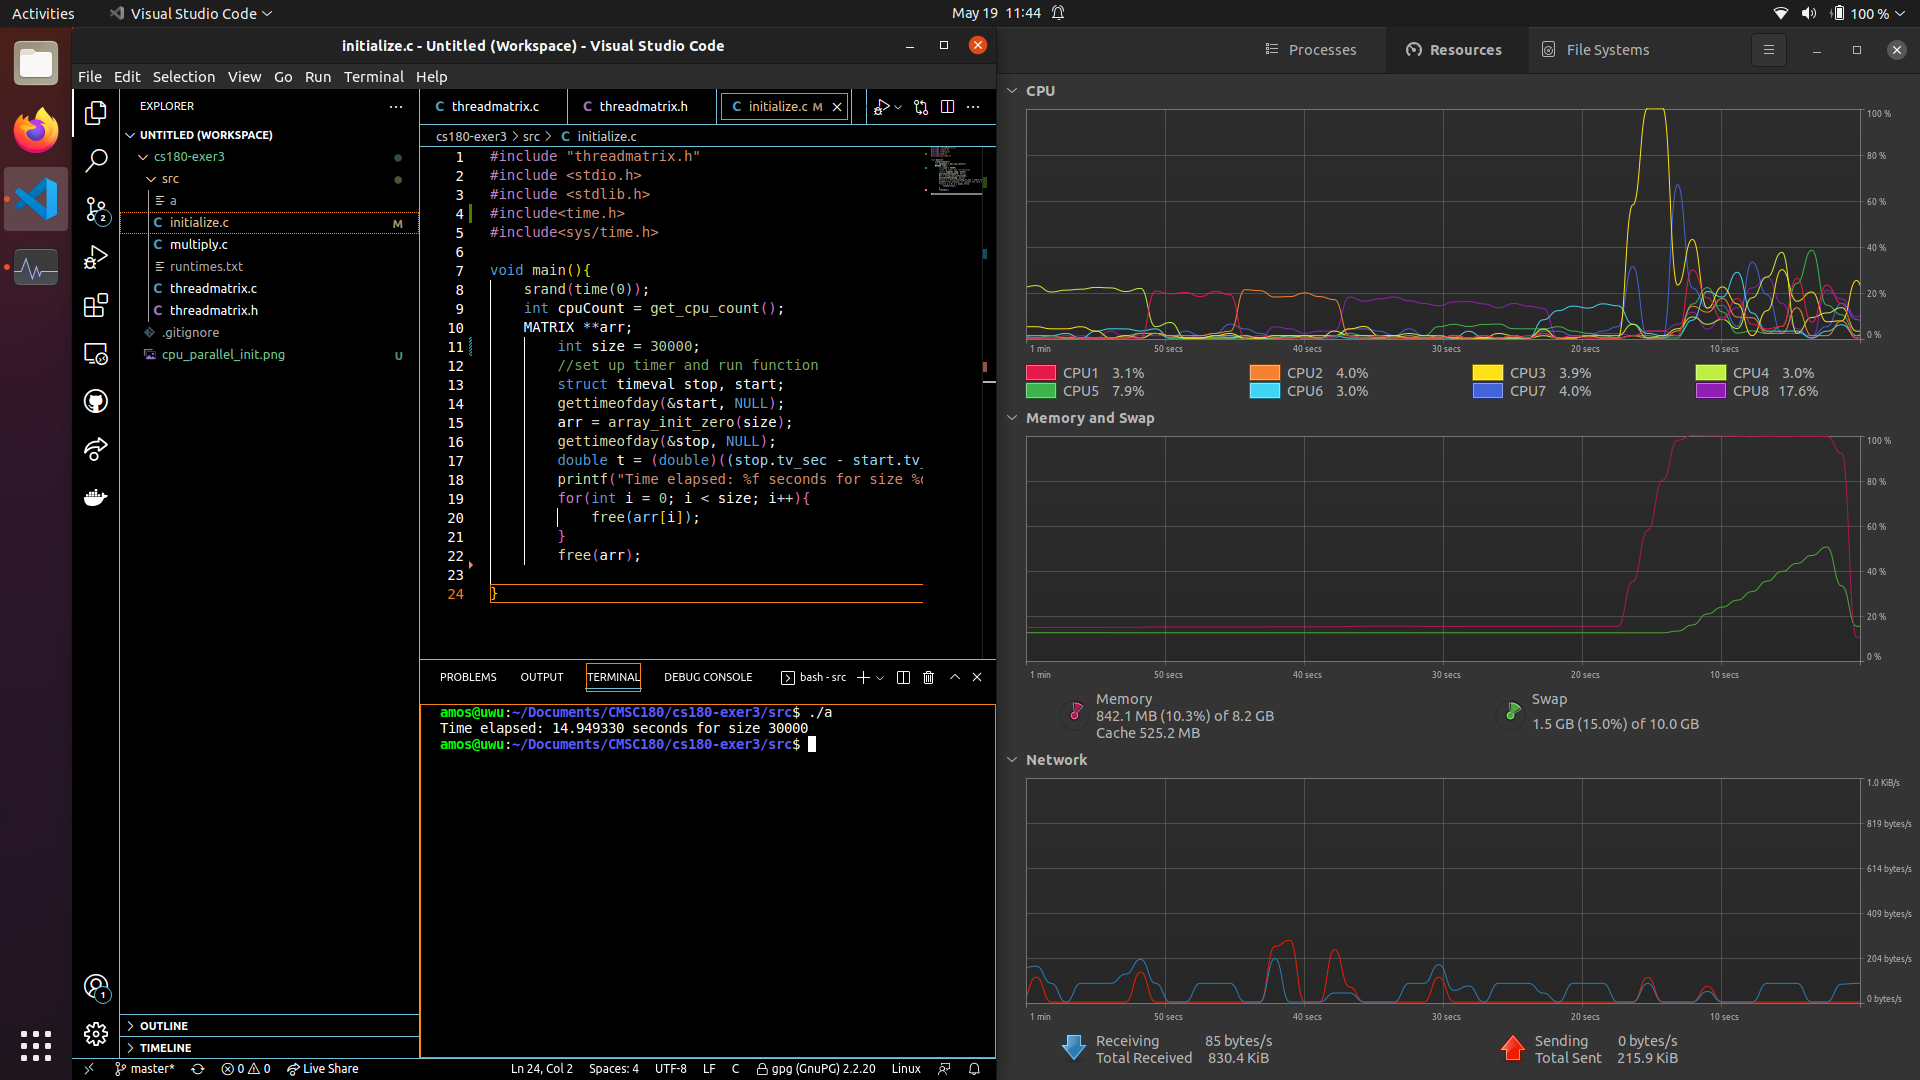 Activities
Visual Studio Code
May 19 11:44
100 %
initialize.c - Untitled (Workspace) - Visual Studio Code
File Edit Selection View Go Run Terminal Help
EXPLORER
UNTITLED (WORKSPACE)
cs180-exer3
src
a
initialize.c M
multiply.c
runtimes.txt
threadmatrix.c
threadmatrix.h
.gitignore
cpu_parallel_init.png U
OUTLINE
TIMELINE
2
1
C threadmatrix.c
C threadmatrix.h
C initialize.c M
cs180-exer3 > src > C initialize.c
1 #include "threadmatrix.h"
2 #include <stdio.h>
3 #include <stdlib.h>
4 #include<time.h>
5 #include<sys/time.h>
6
7 void main(){
8 srand(time(0));
9 int cpuCount = get_cpu_count();
10 MATRIX **arr;
11 int size = 30000;
12 //set up timer and run function
13 struct timeval stop, start;
14 gettimeofday(&start, NULL);
15 arr = array_init_zero(size);
16 gettimeofday(&stop, NULL);
17 double t = (double)((stop.tv_sec - start.tv_
18 printf("Time elapsed: %f seconds for size %d
19 for(int i = 0; i < size; i++){
20 free(arr[i]);
21 }
22 free(arr);
23
24 }
PROBLEMS OUTPUT TERMINAL DEBUG CONSOLE bash - src
amos@uwu:~/Documents/CMSC180/cs180-exer3/src$ ./a
Time elapsed: 14.949330 seconds for size 30000
amos@uwu:~/Documents/CMSC180/cs180-exer3/src$
master* 0 0 Live Share Ln 24, Col 2 Spaces: 4 UTF-8 LF C gpg (GnuPG) 2.2.20 Linux
Processes Resources File Systems
CPU
100 %
80 %
60 %
40 %
20 %
0 %
1 min 50 secs 40 secs 30 secs 20 secs 10 secs
CPU1 3.1% CPU2 4.0% CPU3 3.9% CPU4 3.0%
CPU5 7.9% CPU6 3.0% CPU7 4.0% CPU8 17.6%
Memory and Swap
100 %
80 %
60 %
40 %
20 %
0 %
1 min 50 secs 40 secs 30 secs 20 secs 10 secs
Memory
842.1 MB (10.3%) of 8.2 GB
Cache 525.2 MB
Swap
1.5 GB (15.0%) of 10.0 GB
Network
1.0 KiB/s
819 bytes/s
614 bytes/s
409 bytes/s
204 bytes/s
0 bytes/s
1 min 50 secs 40 secs 30 secs 20 secs 10 secs
Receiving 85 bytes/s
Total Received 830.4 KiB
Sending 0 bytes/s
Total Sent 215.9 KiB